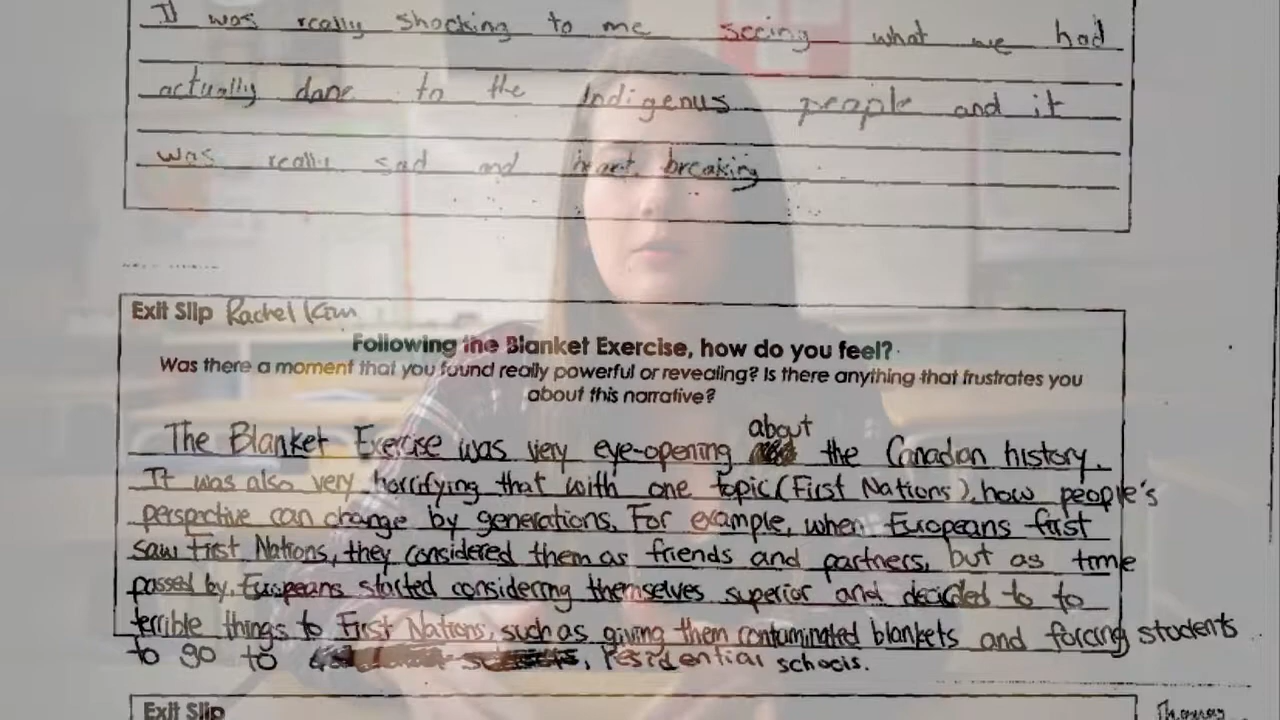 It was really shocking to me seeing what we had
actually done to the Indigenus people and it
was really sad and heart breaking
Exit Slip Rachel
Following the Blanket Exercise, how do you feel?
Was there a moment that you found really powerful or revealing? Is there anything that frustrates you
about this narrative?
about
The Blanket Exercise was very eye-opening the Canadian history.
It was also very horrifying that with one topic (First Nations), how people's
perspective can change by generations. For example, when Europeans first
saw First Nations, they considered them as friends and partners, but as time
passed by, Europeans started considering themselves superior and decided to to
terrible things to First Nations, such as giving them contaminated blankets and forcing students
to go to , residential schools.
Exit Slip